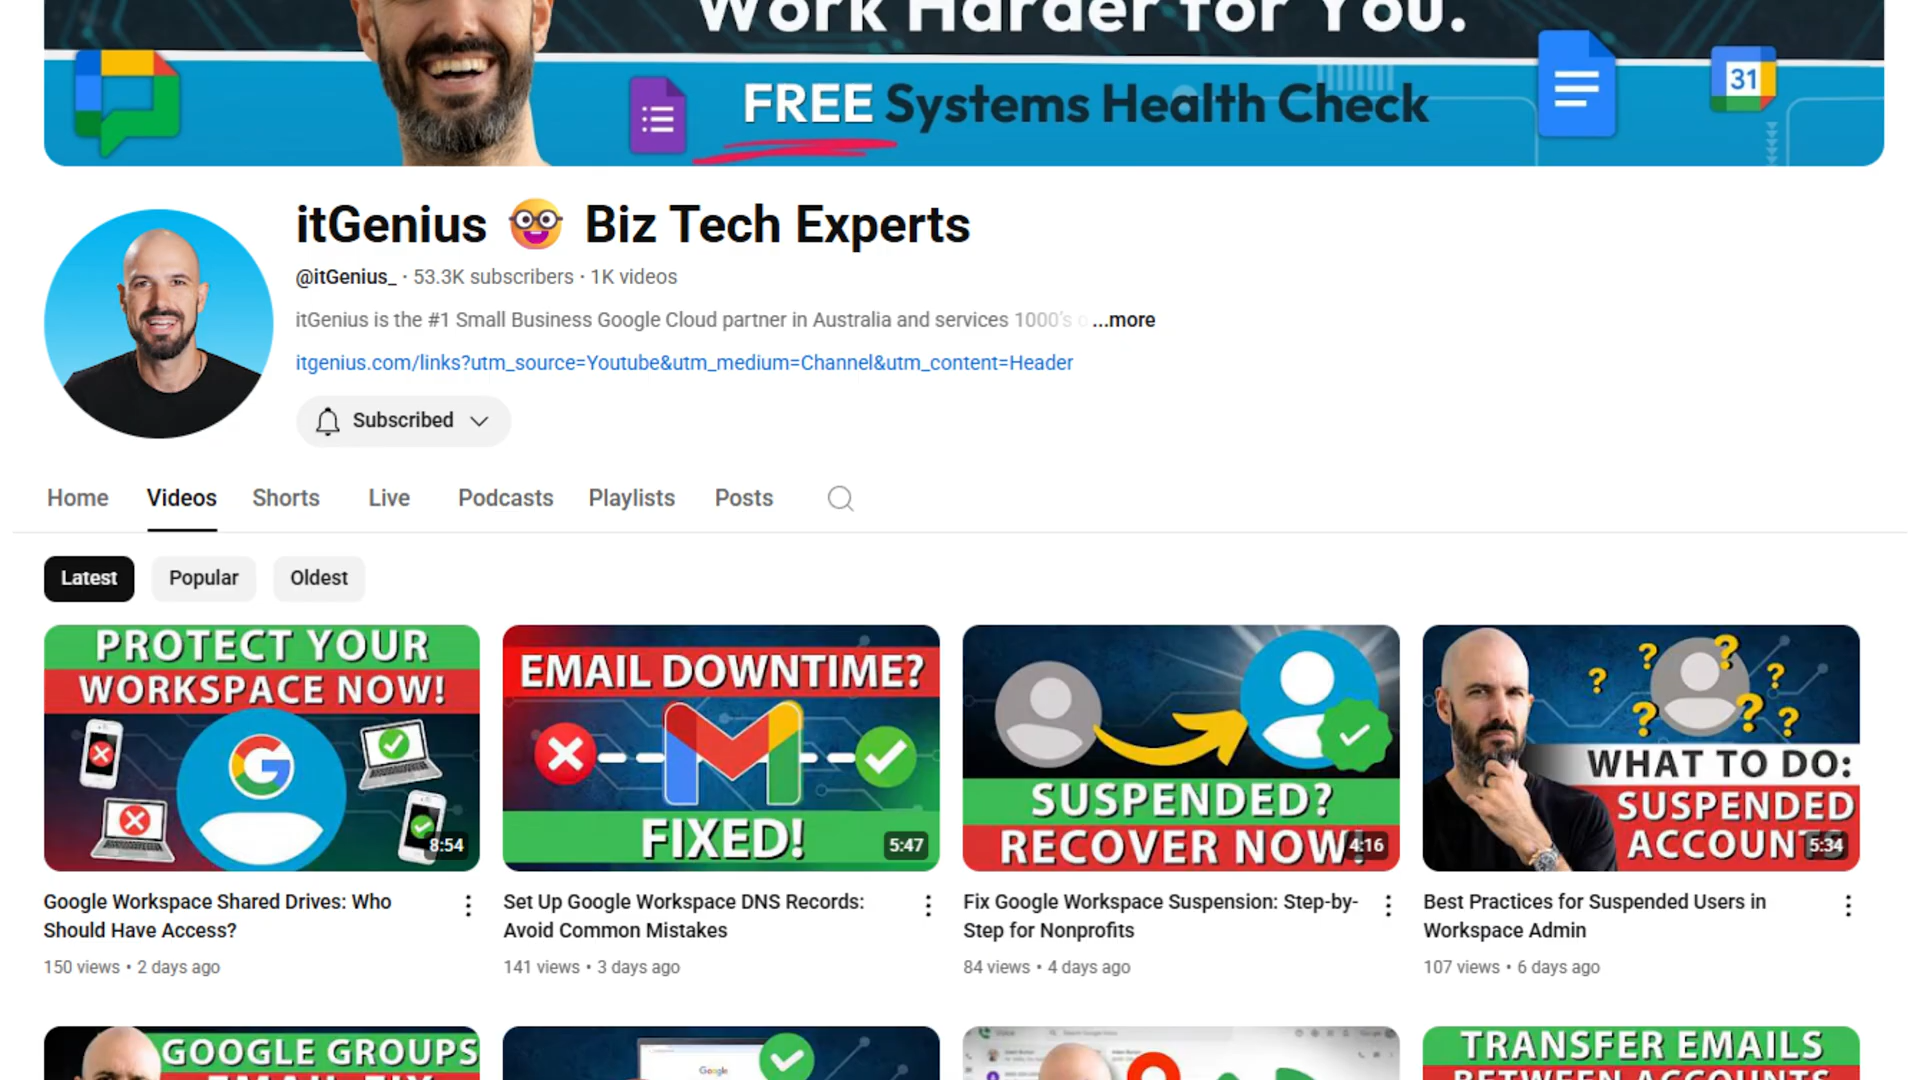 Work Harder for You.
FREE Systems Health Check
31
itGenius 🤓 Biz Tech Experts
@itGenius_ · 53.3K subscribers · 1K videos
itGenius is the #1 Small Business Google Cloud partner in Australia and services 1000's ...more
itgenius.com/links?utm_source=Youtube&utm_medium=Channel&utm_content=Header
Subscribed
Home Videos Shorts Live Podcasts Playlists Posts
Latest Popular Oldest
PROTECT YOUR
WORKSPACE NOW!
G
8:54
EMAIL DOWNTIME?
FIXED!
5:47
SUSPENDED?
RECOVER NOW!
4:16
? ? ? ? ? ? ?
WHAT TO DO:
SUSPENDED
ACCOUNTS
5:34
Google Workspace Shared Drives: Who
Should Have Access?
150 views • 2 days ago
Set Up Google Workspace DNS Records:
Avoid Common Mistakes
141 views • 3 days ago
Fix Google Workspace Suspension: Step-by-
Step for Nonprofits
84 views • 4 days ago
Best Practices for Suspended Users in
Workspace Admin
107 views • 6 days ago
GOOGLE GROUPS
EMAIL FIX
Google
TRANSFER EMAILS
BETWEEN ACCOUNTS